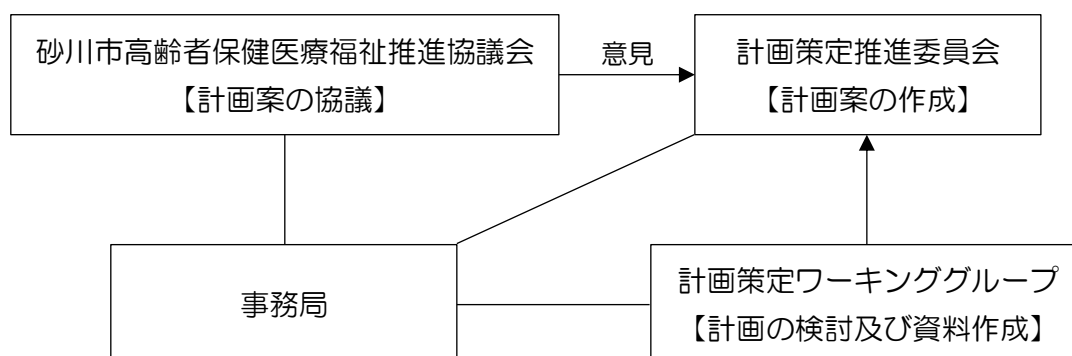 砂川市高齢者保健医療福祉推進協議会
【計画案の協議】
意見
計画策定推進委員会
【計画案の作成】
事務局
計画策定ワーキンググループ
【計画の検討及び資料作成】